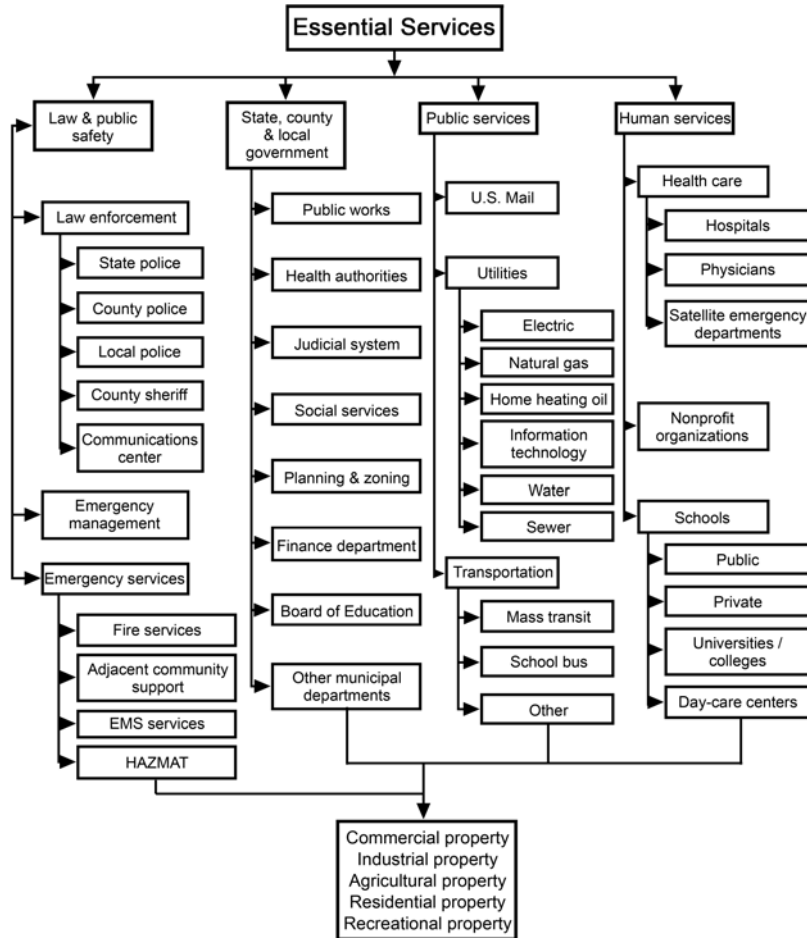 Essential Services
Law & public
safety
Law enforcement
State police
County police
Local police
County sheriff
Communications
center
Emergency
management
Emergency services
Fire services
Adjacent community
support
EMS services
HAZMAT
State, county
& local
government
Public works
Health authorities
Judicial system
Social services
Planning & zoning
Finance department
Board of Education
Other municipal
departments
Public services
U.S. Mail
Utilities
Electric
Natural gas
Home heating oil
Information
technology
Water
Sewer
Transportation
Mass transit
School bus
Other
Human services
Health care
Hospitals
Physicians
Satellite emergency
departments
Nonprofit
organizations
Schools
Public
Private
Universities /
colleges
Day-care centers
Commercial property
Industrial property
Agricultural property
Residential property
Recreational property